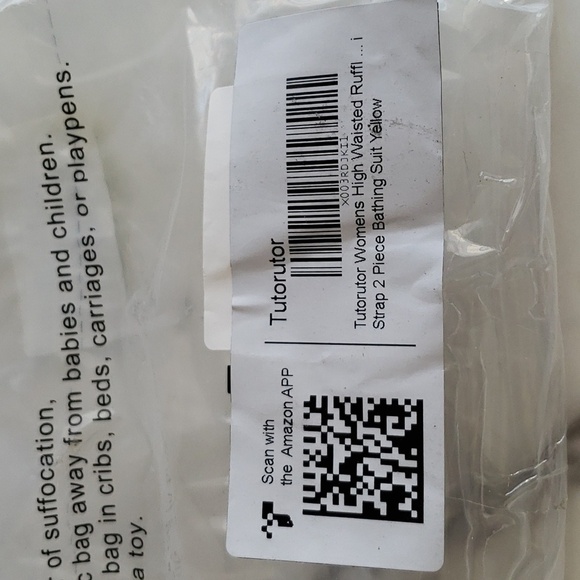 of suffocation,
bag away from babies and children.
bag in cribs, beds, carriages, or playpens.
a toy.
Scan with
the Amazon APP
Tutorutor
X003RDJKI1
Tutorutor Womens High Waisted Ruffl ... i
Strap 2 Piece Bathing Suit Yellow